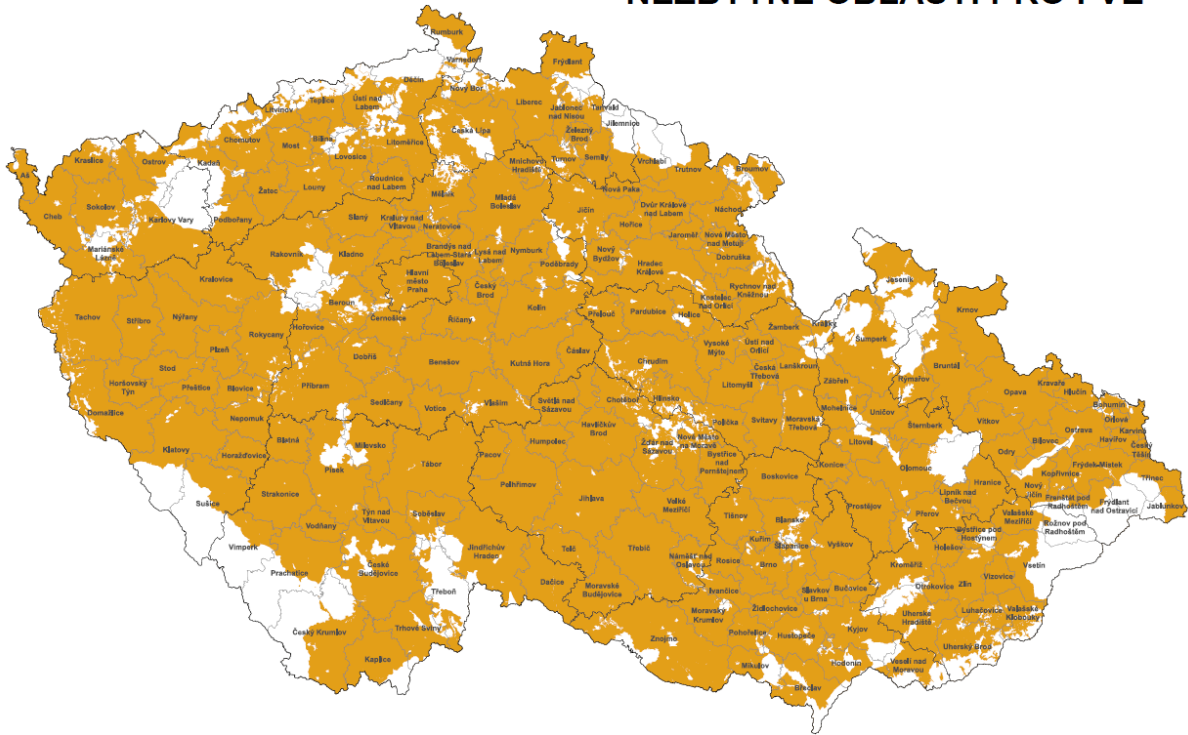 NEZBYTNÉ OBLASTI PRO FVE
Rumburk
Varnsdorf
Děčín
Nový Bor
Frýdlant
Liberec
Jablonec
nad Nisou
Tanvald
Jilemnice
Železný
Brod
Česká Lípa
Teplice
Ústí nad
Labem
Litvínov
Chomutov
Most
Bílina
Litoměřice
Lovosice
Roudnice
nad Labem
Turnov
Semily
Vrchlabí
Trutnov
Broumov
Mnichovo
Hradiště
Kraslice
Ostrov
Kadaň
Aš
Cheb
Sokolov
Karlovy Vary
Podbořany
Žatec
Louny
Mariánské
Lázně
Mělník
Mladá
Boleslav
Nová Paka
Jičín
Dvůr Králové
nad Labem
Hořice
Náchod
Jaroměř
Nové Město
nad Metují
Dobruška
Slaný
Kralupy nad
Vltavou
Neratovice
Rakovník
Kladno
Brandýs nad
Labem-Stará
Boleslav
Lysá nad
Labem
Nymburk
Poděbrady
Nový
Bydžov
Hradec
Králové
Rychnov nad
Kněžnou
Kostelec
nad Orlicí
Hlavní
město
Praha
Český
Brod
Kolín
Kralovice
Beroun
Hořovice
Černošice
Říčany
Přelouč
Pardubice
Holice
Žamberk
Králíky
Jeseník
Krnov
Šumperk
Tachov
Stříbro
Nýřany
Rokycany
Plzeň
Stod
Dobříš
Benešov
Kutná Hora
Čáslav
Chrudim
Vysoké
Mýto
Ústí nad
Orlicí
Česká
Třebová
Lanškroun
Zábřeh
Rýmařov
Bruntál
Opava
Kravaře
Hlučín
Bohumín
Orlová
Karviná
Havířov
Český
Těšín
Ostrava
Horšovský
Týn
Přeštice
Blovice
Příbram
Sedlčany
Votice
Vlašim
Světlá nad
Sázavou
Chotěboř
Hlinsko
Litomyšl
Polička
Svitavy
Moravská
Třebová
Mohelnice
Uničov
Šternberk
Vítkov
Domažlice
Nepomuk
Klatovy
Horažďovice
Blatná
Milevsko
Písek
Tábor
Pacov
Humpolec
Havlíčkův
Brod
Žďár nad
Sázavou
Nové Město
na Moravě
Bystřice
nad
Pernštejnem
Boskovice
Konice
Litovel
Olomouc
Odry
Bílovec
Kopřivnice
Frýdek-Místek
Třinec
Jablunkov
Nový
Jičín
Frenštát pod
Radhoštěm
Frýdlant
nad Ostravicí
Rožnov pod
Radhoštěm
Hranice
Lipník nad
Bečvou
Valašské
Meziříčí
Sušice
Strakonice
Pelhřimov
Jihlava
Velké
Meziříčí
Tišnov
Blansko
Prostějov
Přerov
Bystřice pod
Hostýnem
Holešov
Vsetín
Vimperk
Vodňany
Týn nad
Vltavou
Soběslav
Jindřichův
Hradec
Telč
Třebíč
Náměšť nad
Oslavou
Rosice
Kuřim
Šlapanice
Brno
Vyškov
Kroměříž
Otrokovice
Zlín
Vizovice
Prachatice
České
Budějovice
Třeboň
Dačice
Moravské
Budějovice
Ivančice
Slavkov
u Brna
Bučovice
Uherské
Hradiště
Luhačovice
Valašské
Klobouky
Český Krumlov
Trhové Sviny
Kaplice
Moravský
Krumlov
Židlochovice
Pohořelice
Hustopeče
Kyjov
Znojmo
Mikulov
Hodonín
Břeclav
Veselí nad
Moravou
Uherský Brod